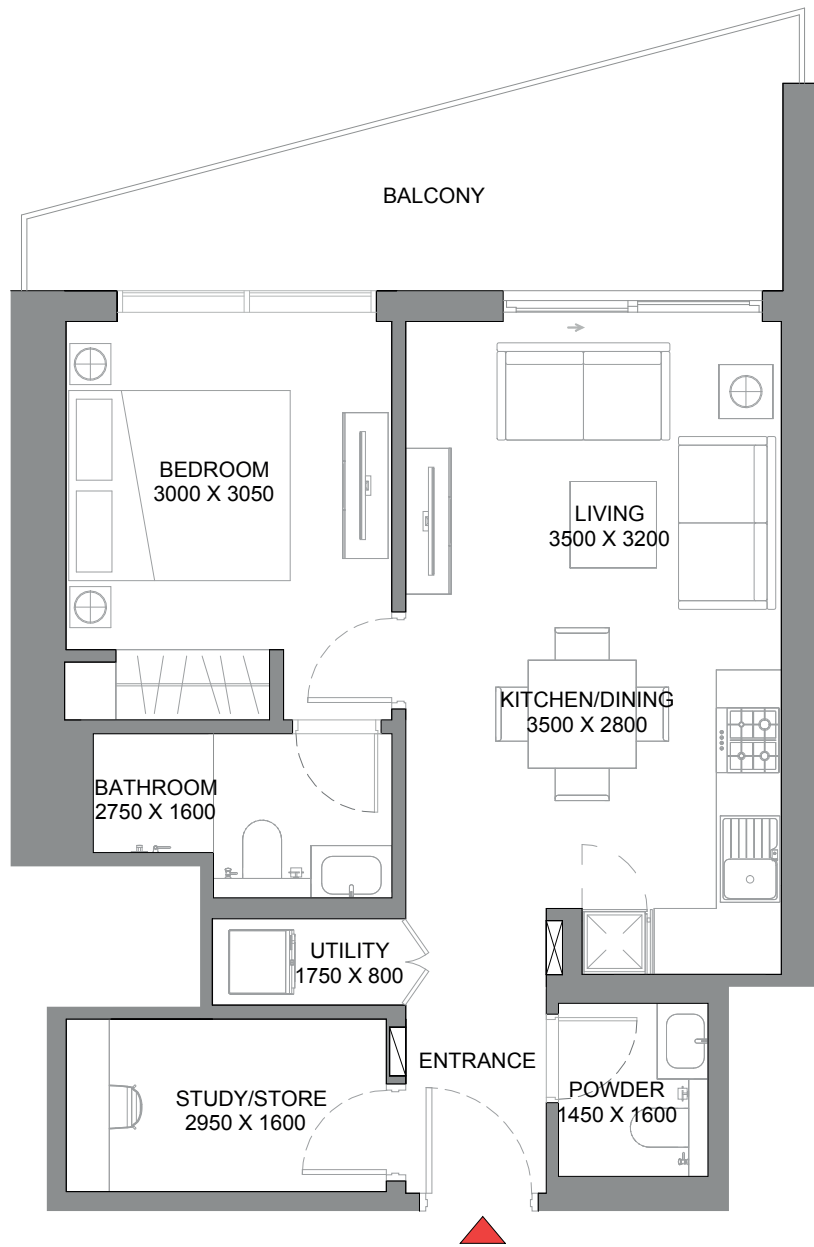 BALCONY
BEDROOM
3000 X 3050
LIVING
3500 X 3200
KITCHEN/DINING
3500 X 2800
BATHROOM
2750 X 1600
UTILITY
1750 X 800
ENTRANCE
STUDY/STORE
2950 X 1600
POWDER
1450 X 1600